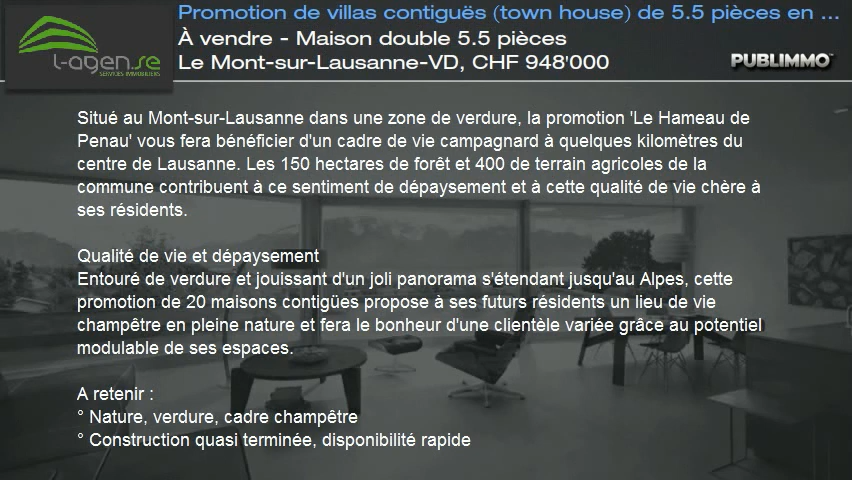 Promotion de villas contiguës (town house) de 5.5 pièces en ...
À vendre - Maison double 5.5 pièces
Le Mont-sur-Lausanne-VD, CHF 948'000
l-agen.se
SERVICES IMMOBILIERS
PUBLIMMO
Situé au Mont-sur-Lausanne dans une zone de verdure, la promotion 'Le Hameau de
Penau' vous fera bénéficier d'un cadre de vie campagnard à quelques kilomètres du
centre de Lausanne. Les 150 hectares de forêt et 400 de terrain agricoles de la
commune contribuent à ce sentiment de dépaysement et à cette qualité de vie chère à
ses résidents.
Qualité de vie et dépaysement
Entouré de verdure et jouissant d'un joli panorama s'étendant jusqu'au Alpes, cette
promotion de 20 maisons contigües propose à ses futurs résidents un lieu de vie
champêtre en pleine nature et fera le bonheur d'une clientèle variée grâce au potentiel
modulable de ses espaces.
A retenir :
° Nature, verdure, cadre champêtre
° Construction quasi terminée, disponibilité rapide